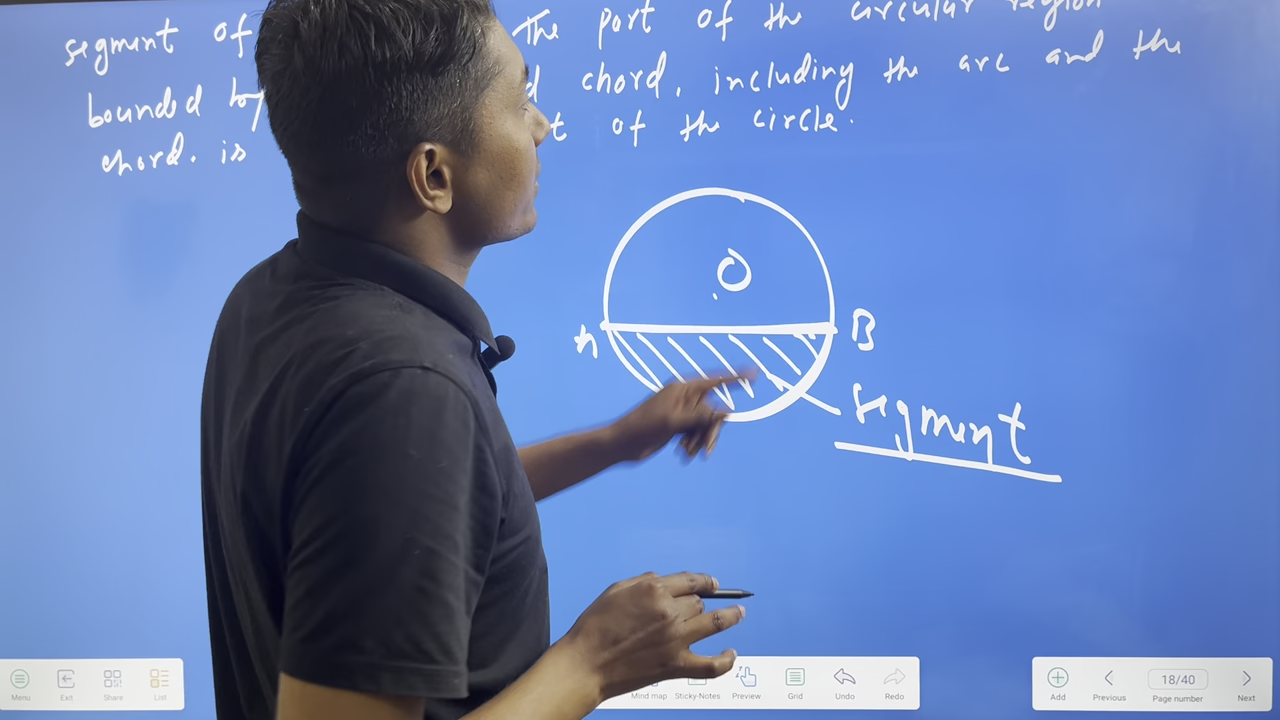 segment of The part of the circular region
bounded by d chord, including the arc and the
chord. is t of the circle.
O
A B
segment
Menu Exit Share List Mind map Sticky-Notes Preview Grid Undo Redo Add Previous 18/40 Page number Next